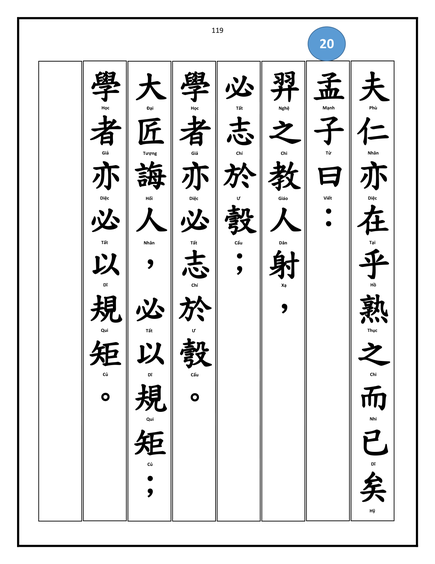 119
20
夫仁亦在乎熟之而已矣
Phù Nhân Diệc Tại Hồ Thục Chi Nhi Dĩ Hỹ
孟子曰：
Mạnh Tử Viết
羿之教人射，
Nghệ Chi Giáo Dân Xạ
必志於彀；
Tất Chí Ư Cấu
學者亦必志於彀。
Học Giả Diệc Tất Chí Ư Cấu
大匠誨人，必以規矩；
Đại Tượng Hối Nhân Tất Dĩ Qui Củ
學者亦必以規矩。
Học Giả Diệc Tất Dĩ Qui Củ